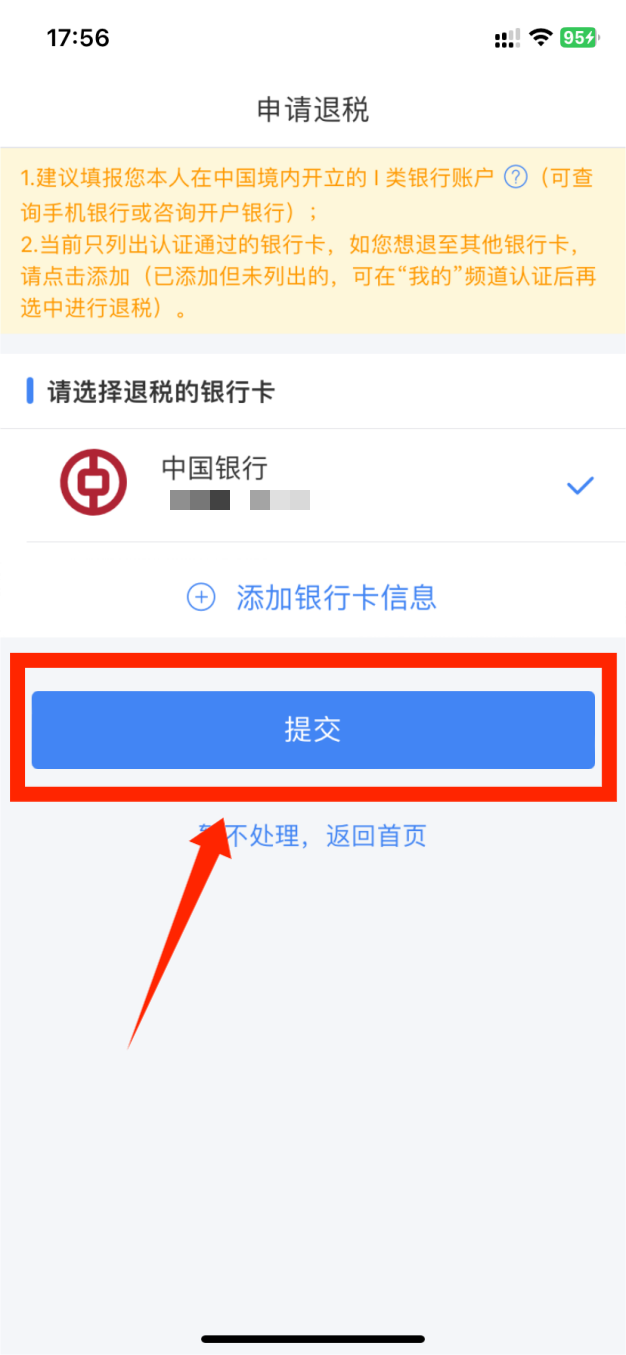 17:56
95
申请退税
1.建议填报您本人在中国境内开立的 I 类银行账户 ?（可查
询手机银行或咨询开户银行）；
2.当前只列出认证通过的银行卡，如您想退至其他银行卡，
请点击添加（已添加但未列出的，可在“我的”频道认证后再
选中进行退税）。
请选择退税的银行卡
中国银行
添加银行卡信息
提交
不处理，返回首页